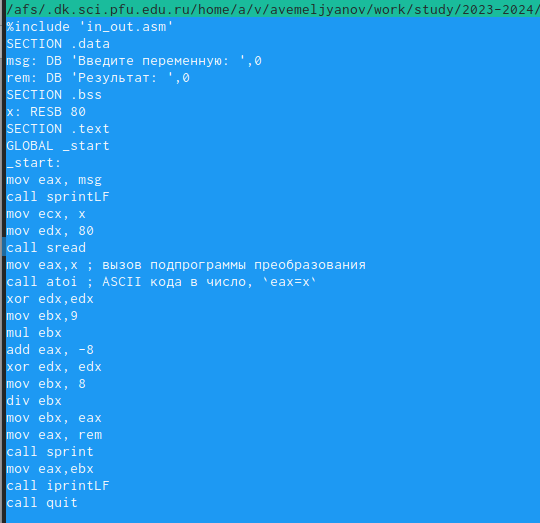 /afs/.dk.sci.pfu.edu.ru/home/a/v/avemeljyanov/work/study/2023-2024/
%include 'in_out.asm'
SECTION .data
msg: DB 'Введите переменную: ',0
rem: DB 'Результат: ',0
SECTION .bss
x: RESB 80
SECTION .text
GLOBAL _start
_start:
mov eax, msg
call sprintLF
mov ecx, x
mov edx, 80
call sread
mov eax,x ; вызов подпрограммы преобразования
call atoi ; ASCII кода в число, `eax=x`
xor edx,edx
mov ebx,9
mul ebx
add eax, -8
xor edx, edx
mov ebx, 8
div ebx
mov ebx, eax
mov eax, rem
call sprint
mov eax,ebx
call iprintLF
call quit